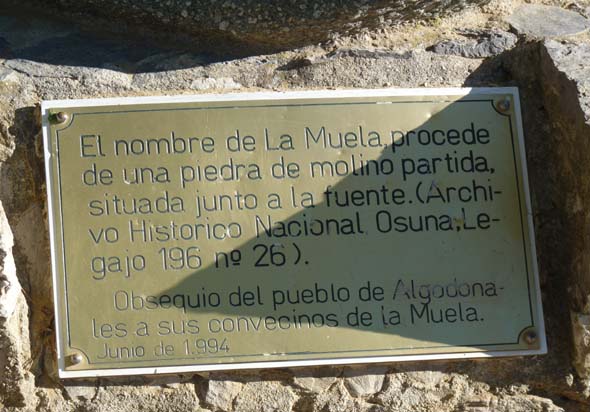 El nombre de La Muela, procede
de una piedra de molino partida,
situada junto a la fuente.(Archi-
vo Historico Nacional Osuna,Le-
gajo 196 nº 26).
Obsequio del pueblo de Algodona-
les a sus convecinos de la Muela.
Junio de 1.994